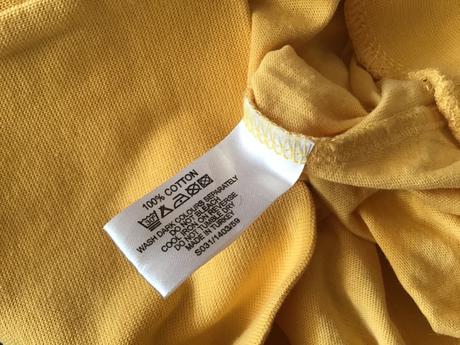 100% COTTON
WASH DARK COLOURS SEPARATELY
DO NOT BLEACH
COOL IRON ON REVERSE
DO NOT TUMBLE DRY
MADE IN TURKEY
S031/1403/59